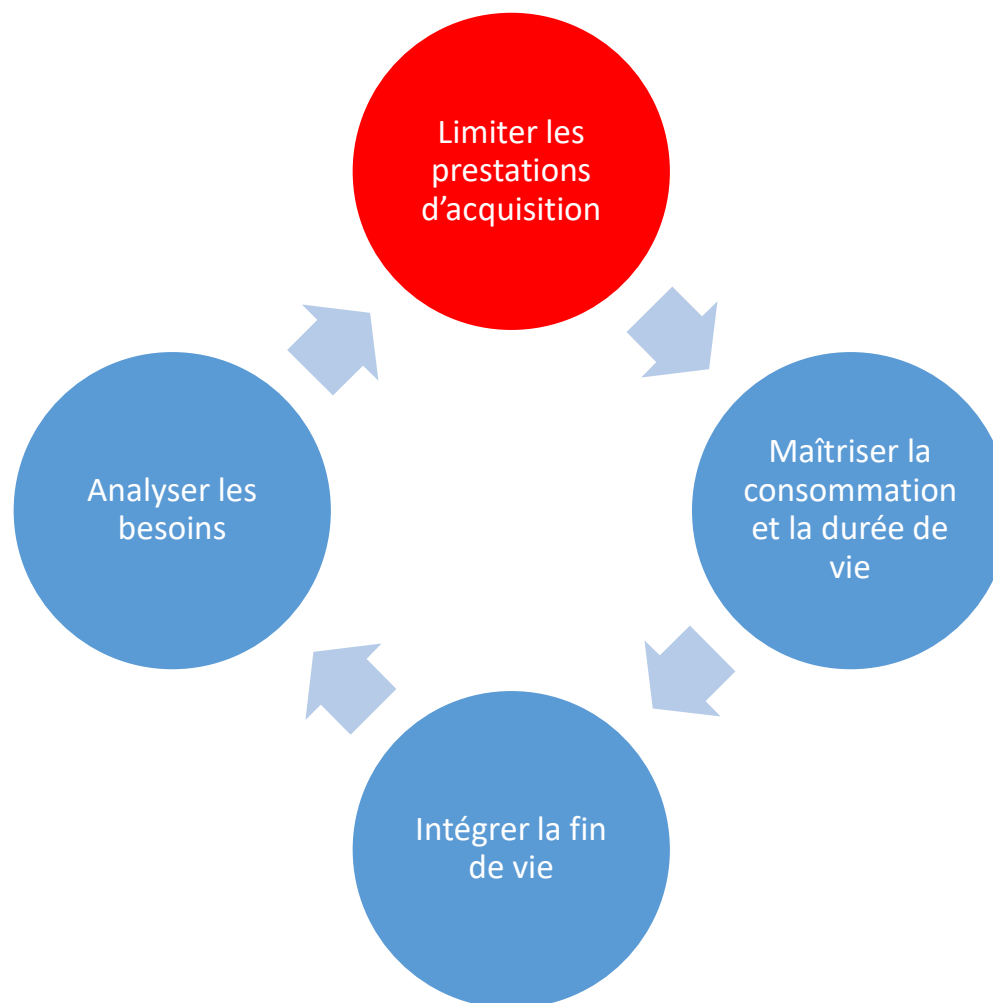 Limiter les
prestations
d’acquisition
Analyser les
besoins
Maîtriser la
consommation
et la durée de
vie
Intégrer la fin
de vie